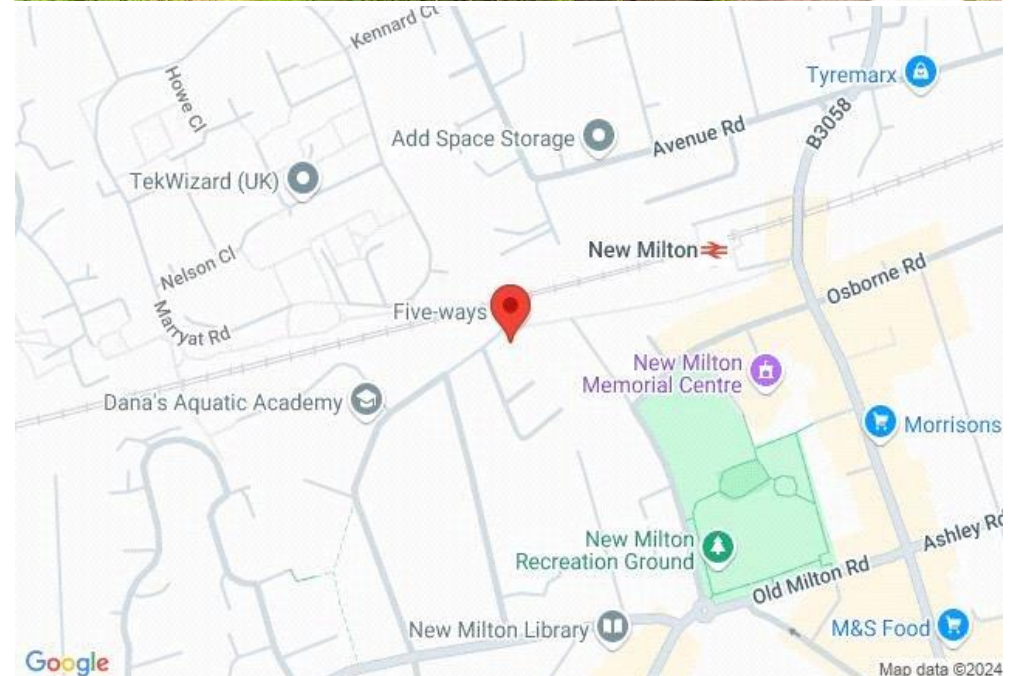 Kennard Ct
Howe Cl
Tyremarx
B3058
Add Space Storage
Avenue Rd
TekWizard (UK)
New Milton
Nelson Cl
Osborne Rd
Five-ways
Marryat Rd
New Milton
Memorial Centre
Dana's Aquatic Academy
Morrisons
New Milton
Recreation Ground
Ashley Rd
Old Milton Rd
New Milton Library
M&S Food
Google
Map data ©2024